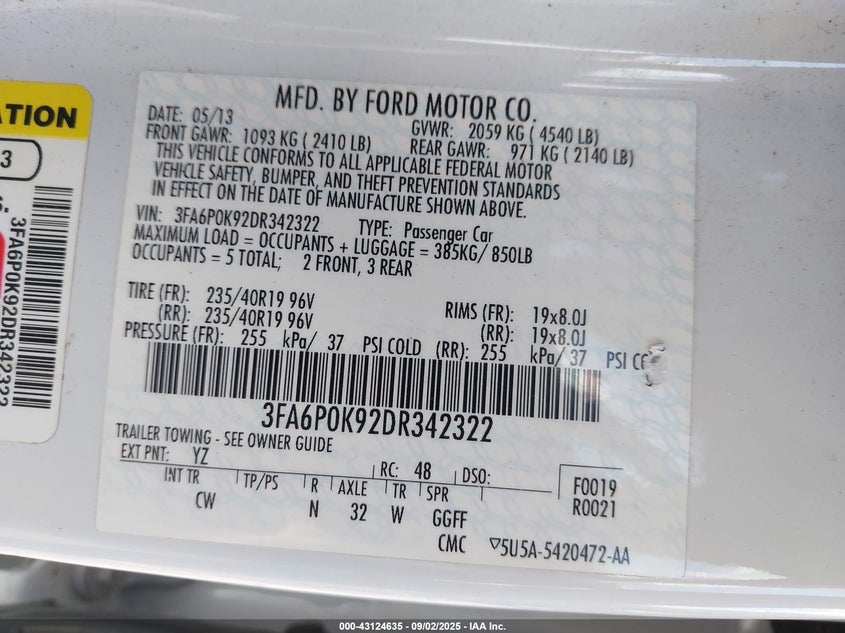 ATION
3
3FA6P0K92DR342322
MFD. BY FORD MOTOR CO.
DATE: 05/13
GVWR: 2059 KG ( 4540 LB)
FRONT GAWR: 1093 KG ( 2410 LB)
REAR GAWR: 971 KG ( 2140 LB)
THIS VEHICLE CONFORMS TO ALL APPLICABLE FEDERAL MOTOR
VEHICLE SAFETY, BUMPER, AND THEFT PREVENTION STANDARDS
IN EFFECT ON THE DATE OF MANUFACTURE SHOWN ABOVE.
VIN: 3FA6P0K92DR342322 TYPE: Passenger Car
MAXIMUM LOAD = OCCUPANTS + LUGGAGE = 385KG/ 850LB
OCCUPANTS = 5 TOTAL; 2 FRONT, 3 REAR
TIRE (FR): 235/40R19 96V RIMS (FR): 19x8.0J
(RR): 235/40R19 96V (RR): 19x8.0J
PRESSURE (FR): 255 kPa/ 37 PSI COLD (RR): 255 kPa/ 37 PSI
3FA6P0K92DR342322
TRAILER TOWING - SEE OWNER GUIDE
EXT PNT: YZ RC: 48 DSO: F0019
INT TR TP/PS R AXLE TR SPR R0021
CW N 32 W GGFF
CMC ▽5U5A-5420472-AA
000-43124635 - 09/02/2025 - IAA Inc.